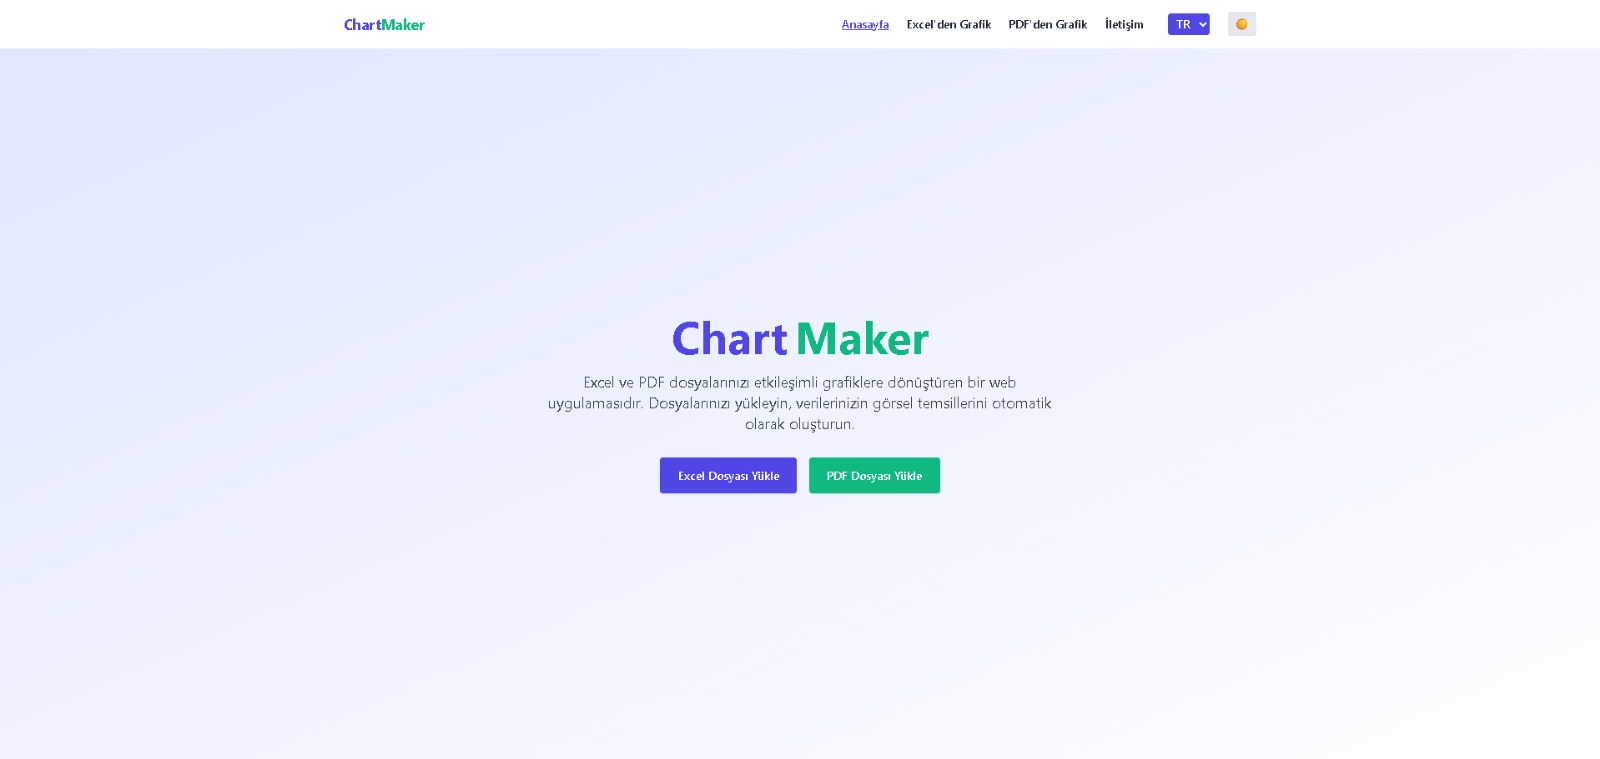 ChartMaker
Anasayfa Excel'den Grafik PDF'den Grafik İletişim TR
Chart Maker
Excel ve PDF dosyalarınızı etkileşimli grafiklere dönüştüren bir web
uygulamasıdır. Dosyalarınızı yükleyin, verilerinizin görsel temsillerini otomatik
olarak oluşturun.
Excel Dosyası Yükle
PDF Dosyası Yükle